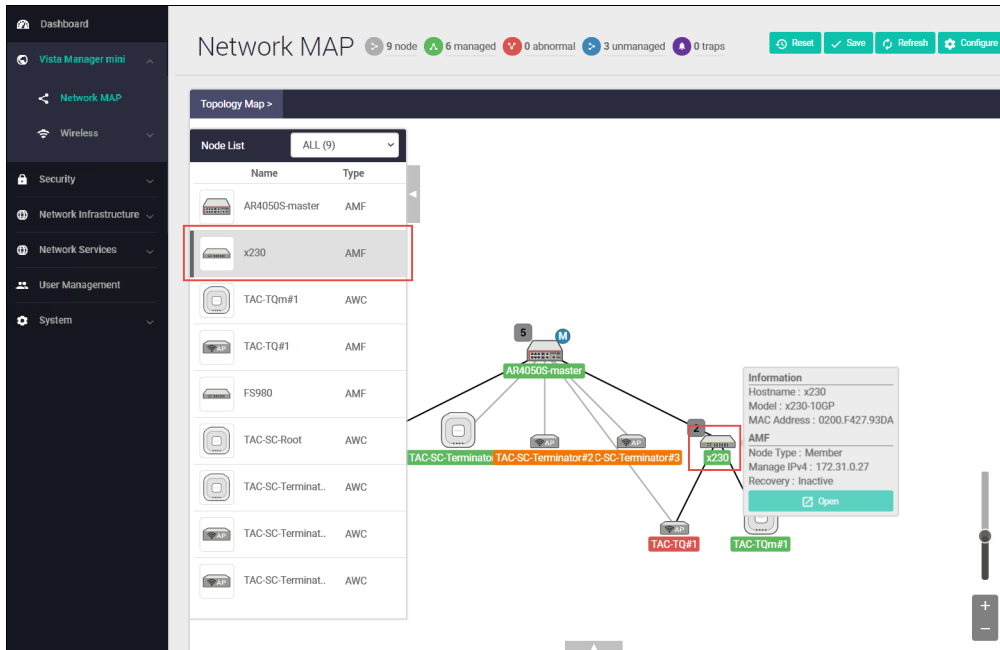 Dashboard
Vista Manager mini
Network MAP
Wireless
Security
Network Infrastructure
Network Services
User Management
System
Network MAP 9 node 6 managed 0 abnormal 3 unmanaged 0 traps
Reset Save Refresh Configure
Topology Map >
Node List ALL (9)
Name Type
AR4050S-master AMF
x230 AMF
TAC-TQm#1 AWC
AP TAC-TQ#1 AMF
FS980 AMF
TAC-SC-Root AWC
TAC-SC-Terminat.. AWC
AP TAC-SC-Terminat.. AWC
AP TAC-SC-Terminat.. AWC
5 M
AR4050S-master
AP AP
TAC-SC-Terminato TAC-SC-Terminator#2 C-SC-Terminator#3
2
x230
AP
TAC-TQ#1 TAC-TQm#1
Information
Hostname : x230
Model : x230-10GP
MAC Address : 0200.F427.93DA
AMF
Node Type : Member
Manage IPv4 : 172.31.0.27
Recovery : Inactive
Open
+
−